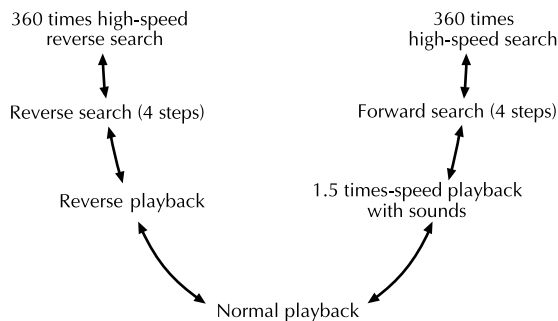 360 times high-speed
reverse search
360 times
high-speed search
Reverse search (4 steps)
Forward search (4 steps)
Reverse playback
1.5 times-speed playback
with sounds
Normal playback